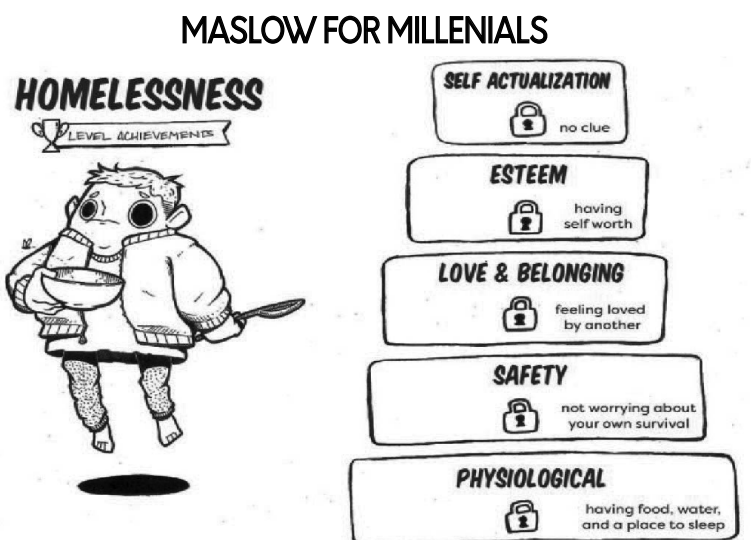 MASLOW FOR MILLENIALS
HOMELESSNESS
LEVEL ACHIEVEMENTS
SELF ACTUALIZATION
no clue
ESTEEM
having
self worth
LOVE & BELONGING
feeling loved
by another
SAFETY
not worrying about
your own survival
PHYSIOLOGICAL
having food, water,
and a place to sleep